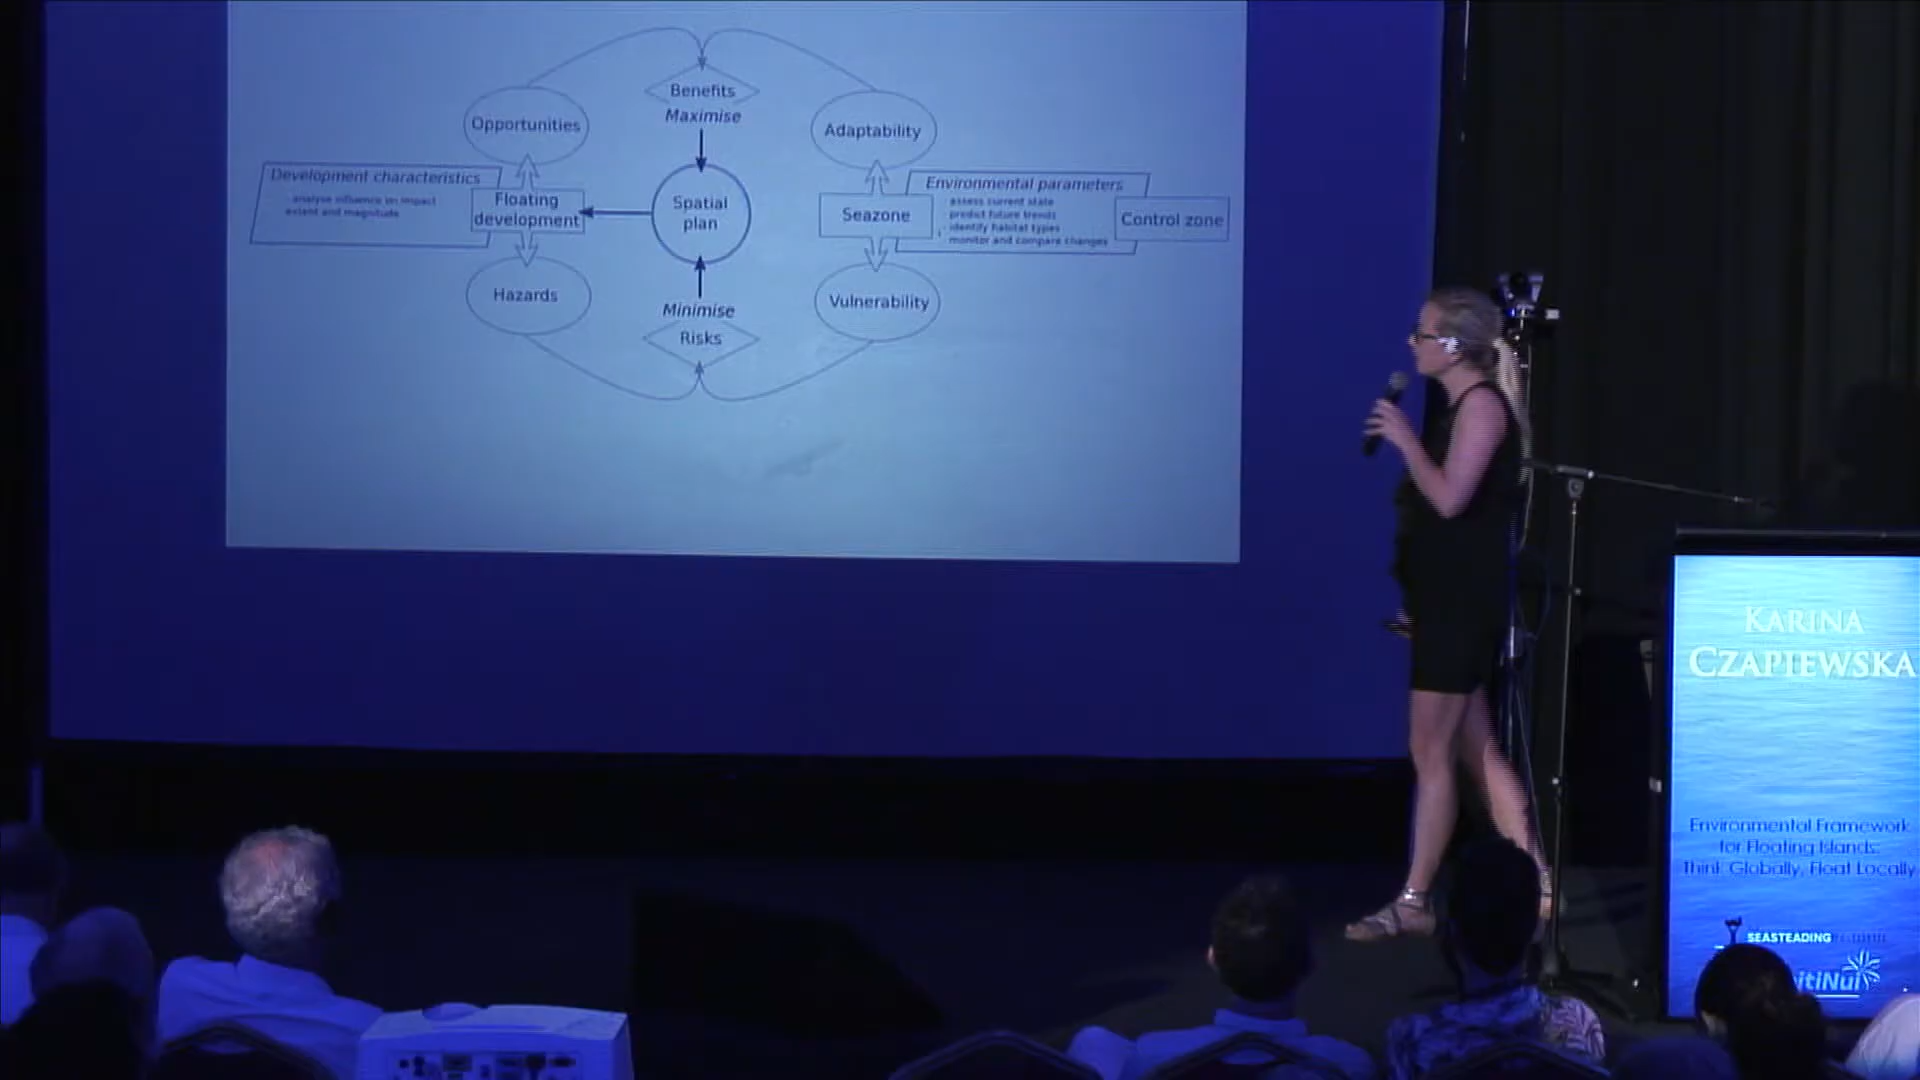 Benefits
Maximise
Opportunities
Adaptability
Development characteristics
analyse influence on impact
extent and magnitude
Floating
development
Spatial
plan
Seazone
Environmental parameters
assess current state
predict future trends
identify habitat types
monitor and compare changes
Control zone
Hazards
Minimise
Risks
Vulnerability
KARINA
CZAPIEWSKA
Environmental Framework
for Floating Islands:
Think Globally, Float Locally
SEASTEADING
itiNui